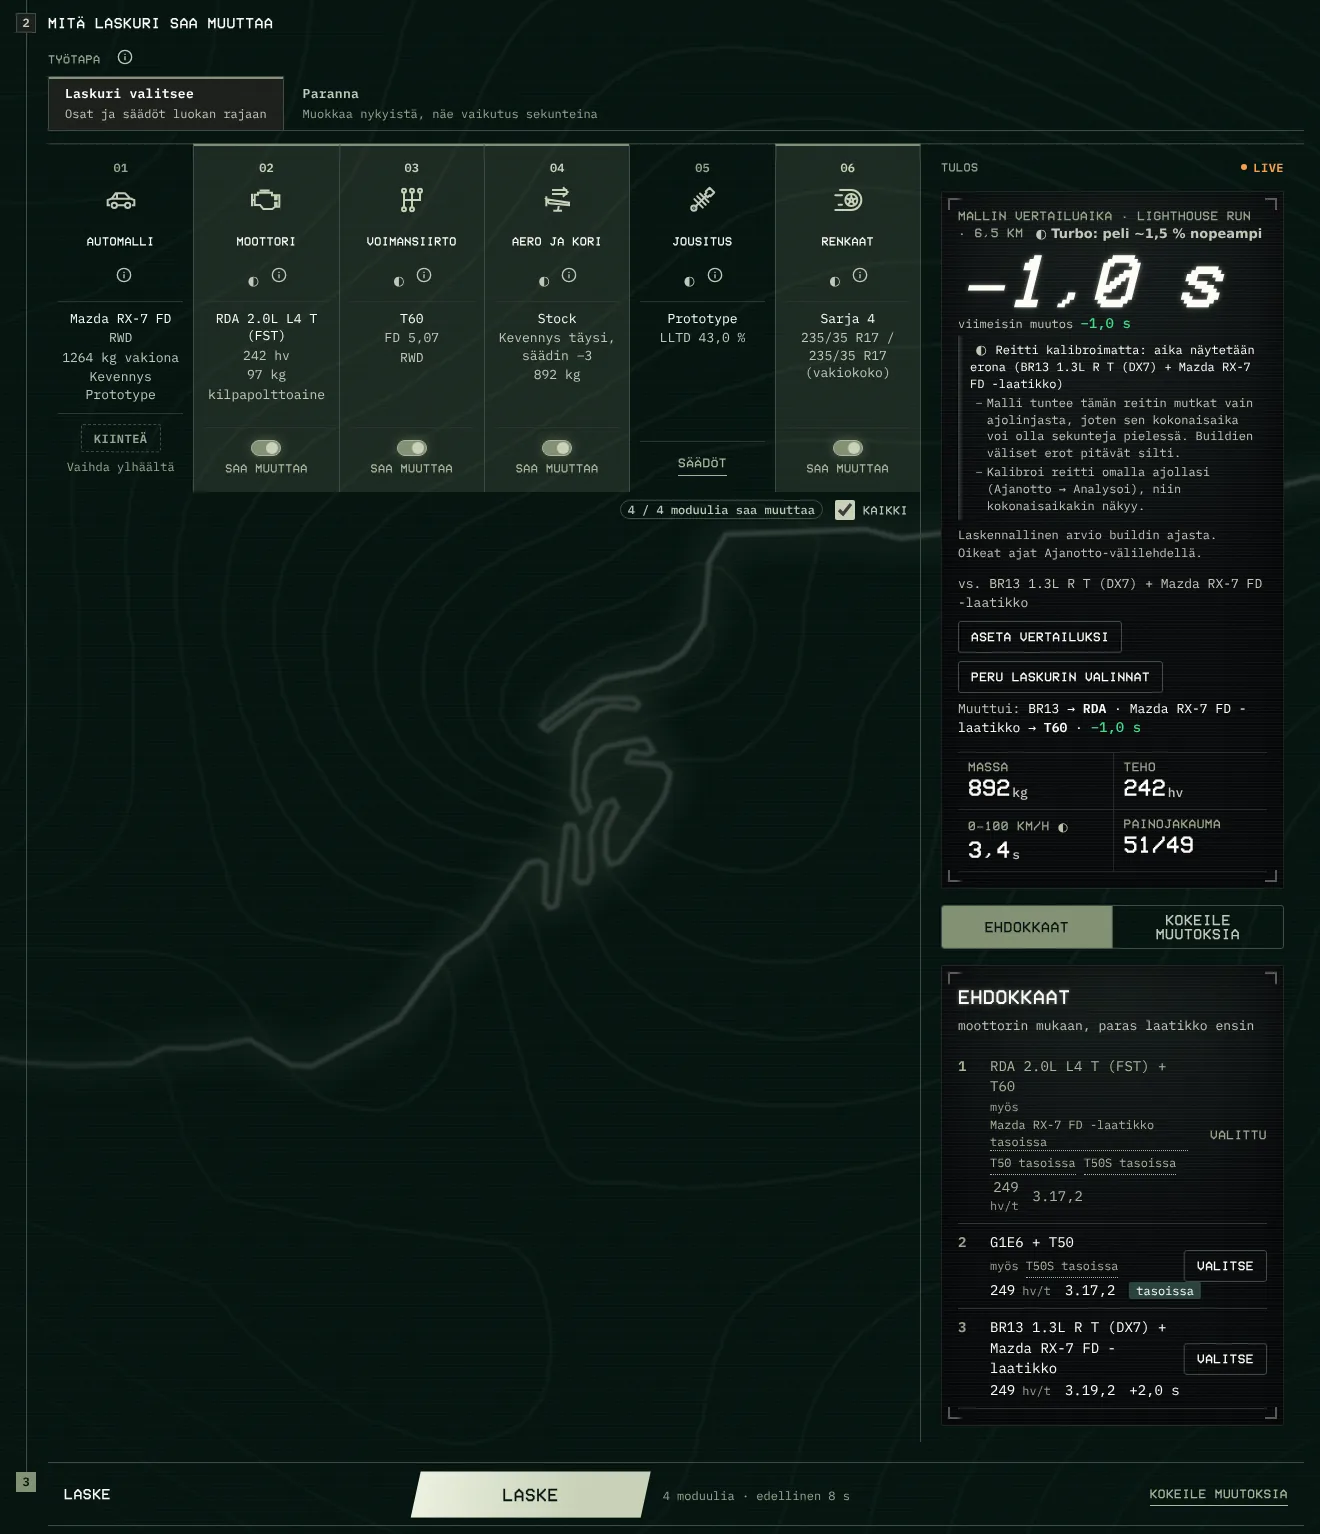 2 MITÄ LASKURI SAA MUUTTAA
TYÖTAPA
Laskuri valitsee
Osat ja säädöt luokan rajaan
Paranna
Muokkaa nykyistä, näe vaikutus sekunteina
01
AUTOMALLI
Mazda RX-7 FD
RWD
1264 kg vakiona
Kevennys
Prototype
KIINTEÄ
Vaihda ylhäältä
02
MOOTTORI
RDA 2.0L L4 T
(FST)
242 hv
97 kg
kilpapolttoaine
SAA MUUTTAA
03
VOIMANSIIRTO
T60
FD 5,07
RWD
SAA MUUTTAA
04
AERO JA KORI
Stock
Kevennys täysi,
säädin −3
892 kg
SAA MUUTTAA
05
JOUSITUS
Prototype
LLTD 43,0 %
SÄÄDÖT
06
RENKAAT
Sarja 4
235/35 R17 /
235/35 R17
(vakiokoko)
SAA MUUTTAA
4 / 4 moduulia saa muuttaa
KAIKKI
TULOS
LIVE
MALLIN VERTAILUAIKA · LIGHTHOUSE RUN
· 6,5 KM ◐ Turbo: peli ~1,5 % nopeampi
−1,0 s
viimeisin muutos −1,0 s
◐ Reitti kalibroimatta: aika näytetään
erona (BR13 1.3L R T (DX7) + Mazda RX-7
FD -laatikko)
– Malli tuntee tämän reitin mutkat vain
ajolinjasta, joten sen kokonaisaika
voi olla sekunteja pielessä. Buildien
väliset erot pitävät silti.
– Kalibroi reitti omalla ajollasi
(Ajanotto → Analysoi), niin
kokonaisaikakin näkyy.
Laskennallinen arvio buildin ajasta.
Oikeat ajat Ajanotto-välilehdellä.
vs. BR13 1.3L R T (DX7) + Mazda RX-7 FD
-laatikko
ASETA VERTAILUKSI
PERU LASKURIN VALINNAT
Muuttui: BR13 → RDA · Mazda RX-7 FD -
laatikko → T60 · −1,0 s
MASSA
892 kg
TEHO
242 hv
0–100 KM/H ◐
3,4 s
PAINOJAKAUMA
51/49
EHDOKKAAT
KOKEILE
MUUTOKSIA
EHDOKKAAT
moottorin mukaan, paras laatikko ensin
1 RDA 2.0L L4 T (FST) +
T60
myös
Mazda RX-7 FD -laatikko
tasoissa
T50 tasoissa T50S tasoissa
249
hv/t
3.17,2
VALITTU
2 G1E6 + T50
myös T50S tasoissa
249 hv/t 3.17,2 tasoissa
VALITSE
3 BR13 1.3L R T (DX7) +
Mazda RX-7 FD -
laatikko
249 hv/t 3.19,2 +2,0 s
VALITSE
3 LASKE
LASKE
4 moduulia · edellinen 8 s
KOKEILE MUUTOKSIA